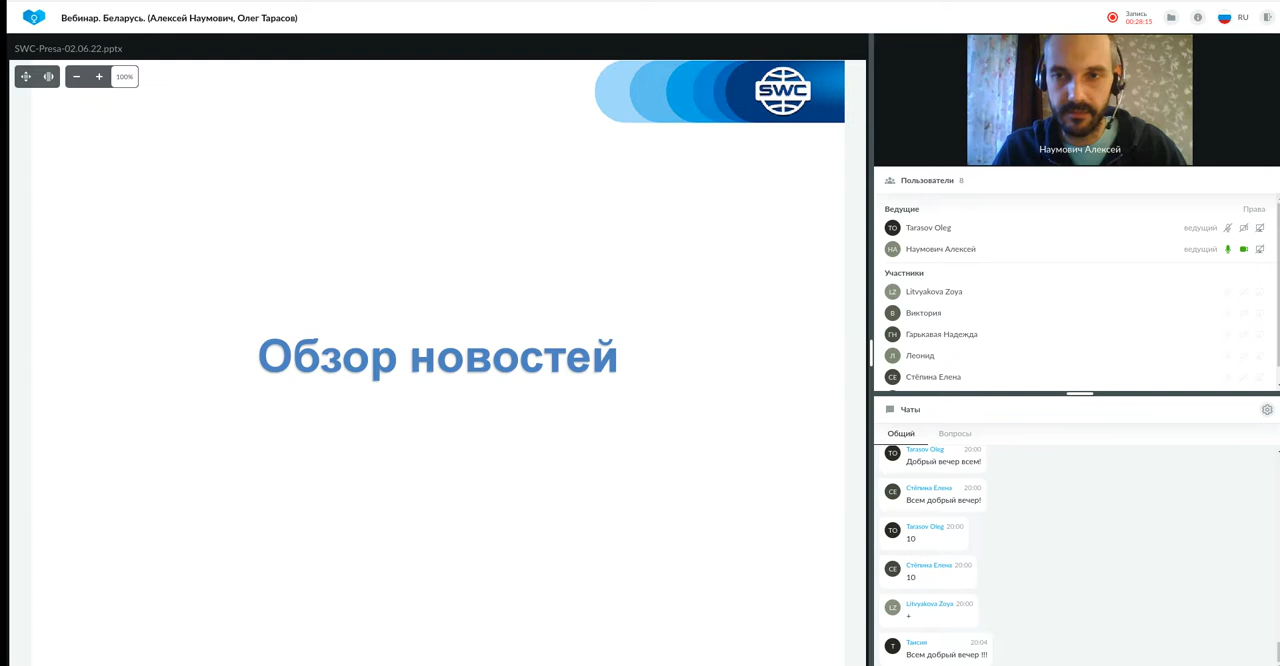 Вебинар. Беларусь. (Алексей Наумович, Олег Тарасов)
Запись
00:28:15
RU
SWC-Presa-02.06.22.pptx
100%
SWC
Обзор новостей
Наумович Алексей
Пользователи 8
Ведущие Права
TO Tarasov Oleg ведущий
НА Наумович Алексей ведущий
Участники
LZ Litvyakova Zoya
В Виктория
ГН Гарькавая Надежда
Л Леонид
СЕ Стёпина Елена
Чаты
Общий Вопросы
TO Tarasov Oleg 20:00
Добрый вечер всем!
СЕ Стёпина Елена 20:00
Всем добрый вечер!
TO Tarasov Oleg 20:00
10
СЕ Стёпина Елена 20:00
10
LZ Litvyakova Zoya 20:00
+
Т Таисия 20:04
Всем добрый вечер !!!